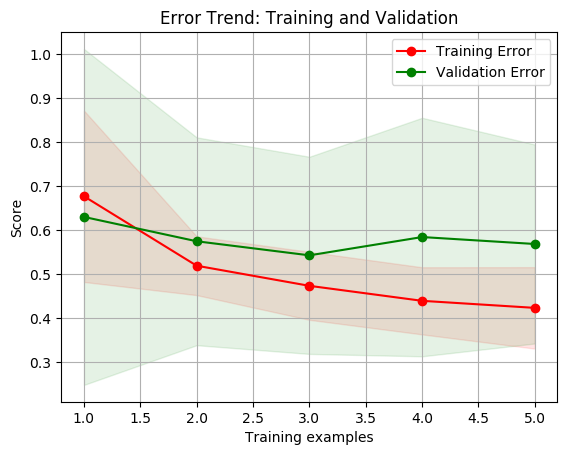 Error Trend: Training and Validation
Training Error
Validation Error
1.0
0.9
0.8
0.7
0.6
0.5
0.4
0.3
Score
1.0 1.5 2.0 2.5 3.0 3.5 4.0 4.5 5.0
Training examples